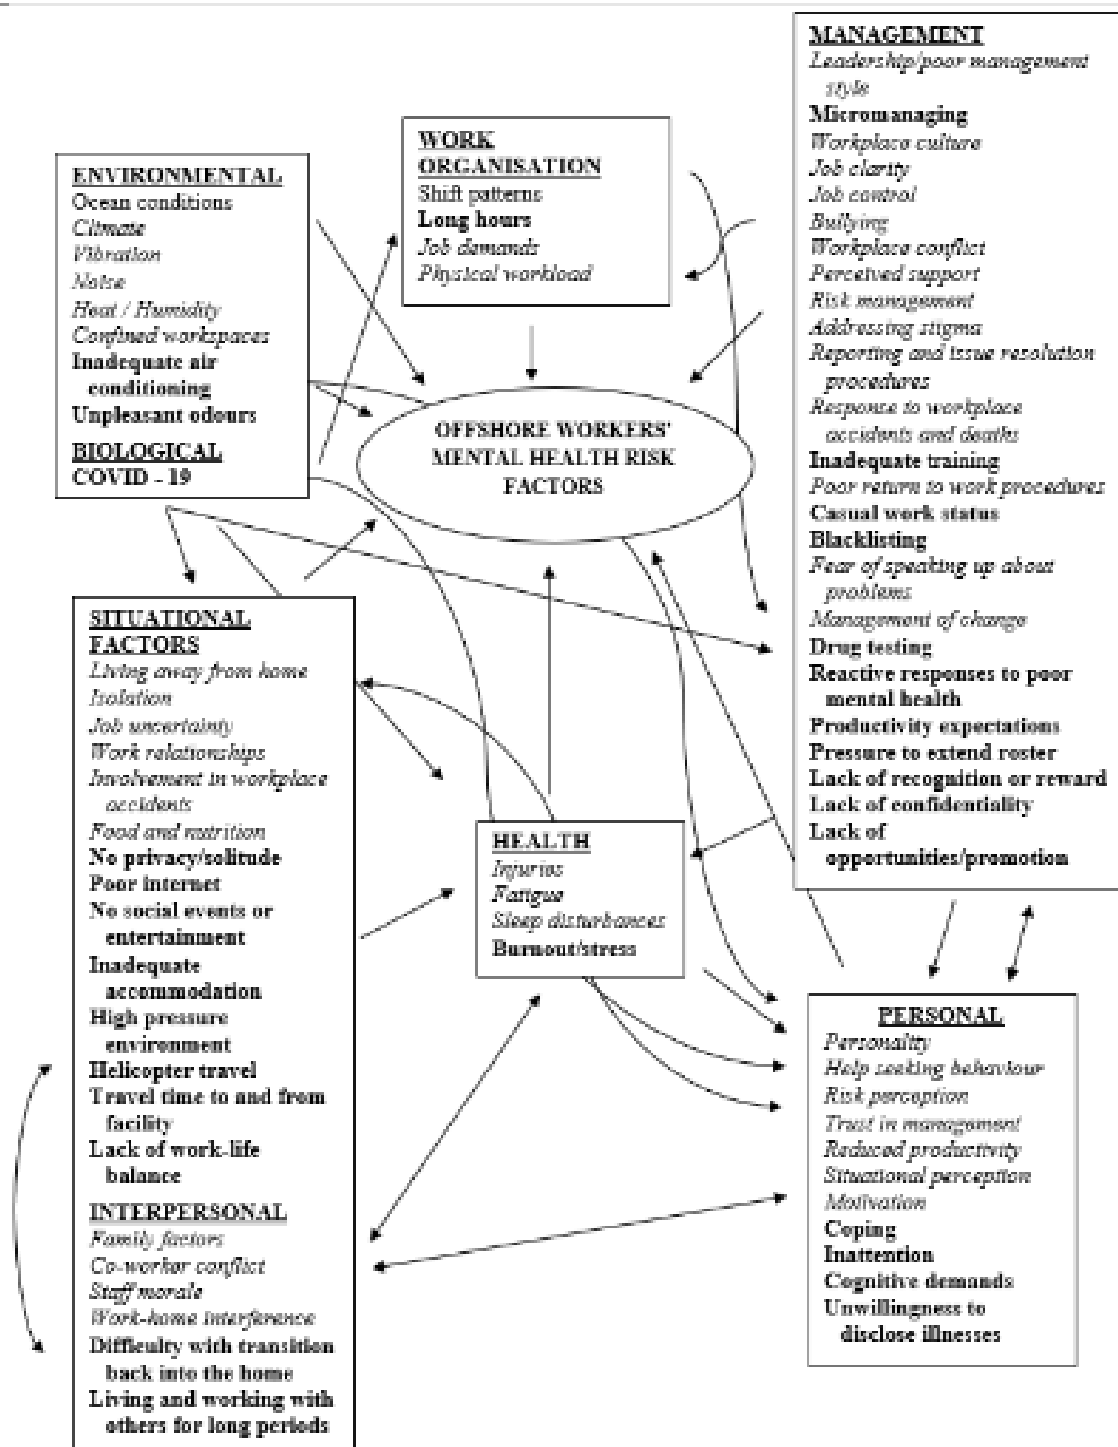 ENVIRONMENTAL
Ocean conditions
Climate
Vibration
Noise
Heat / Humidity
Confined workspaces
Inadequate air
conditioning
Unpleasant odours
BIOLOGICAL
COVID - 19
WORK
ORGANISATION
Shift patterns
Long hours
Job demands
Physical workload
MANAGEMENT
Leadership/poor management
style
Micromanaging
Workplace culture
Job clarity
Job control
Bullying
Workplace conflict
Perceived support
Risk management
Addressing stigma
Reporting and issue resolution
procedures
Response to workplace
accidents and deaths
Inadequate training
Poor return to work procedures
Casual work status
Blacklisting
Fear of speaking up about
problems
Management of change
Drug testing
Reactive responses to poor
mental health
Productivity expectations
Pressure to extend roster
Lack of recognition or reward
Lack of confidentiality
Lack of
opportunities/promotion
OFFSHORE WORKERS'
MENTAL HEALTH RISK
FACTORS
SITUATIONAL
FACTORS
Living away from home
Isolation
Job uncertainty
Work relationships
Involvement in workplace
accidents
Food and nutrition
No privacy/solitude
Poor internet
No social events or
entertainment
Inadequate
accommodation
High pressure
environment
Helicopter travel
Travel time to and from
facility
Lack of work-life
balance
INTERPERSONAL
Family factors
Co-worker conflict
Staff morale
Work-home interference
Difficulty with transition
back into the home
Living and working with
others for long periods
HEALTH
Injuries
Fatigue
Sleep disturbances
Burnout/stress
PERSONAL
Personality
Help seeking behaviour
Risk perception
Trust in management
Reduced productivity
Situational perception
Motivation
Coping
Inattention
Cognitive demands
Unwillingness to
disclose illnesses